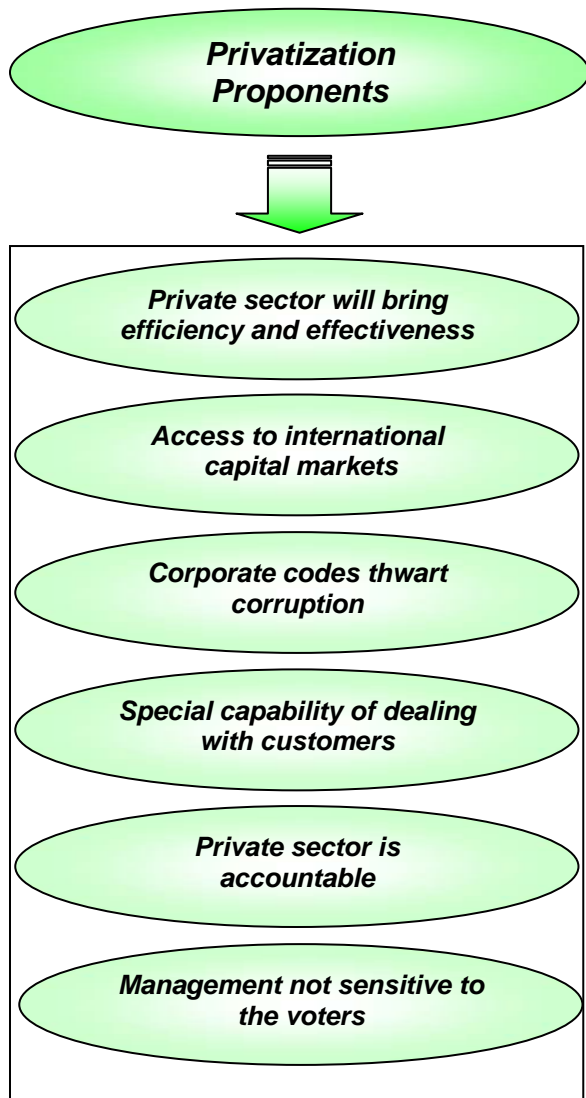 Privatization
Proponents
Private sector will bring
efficiency and effectiveness
Access to international
capital markets
Corporate codes thwart
corruption
Special capability of dealing
with customers
Private sector is
accountable
Management not sensitive to
the voters